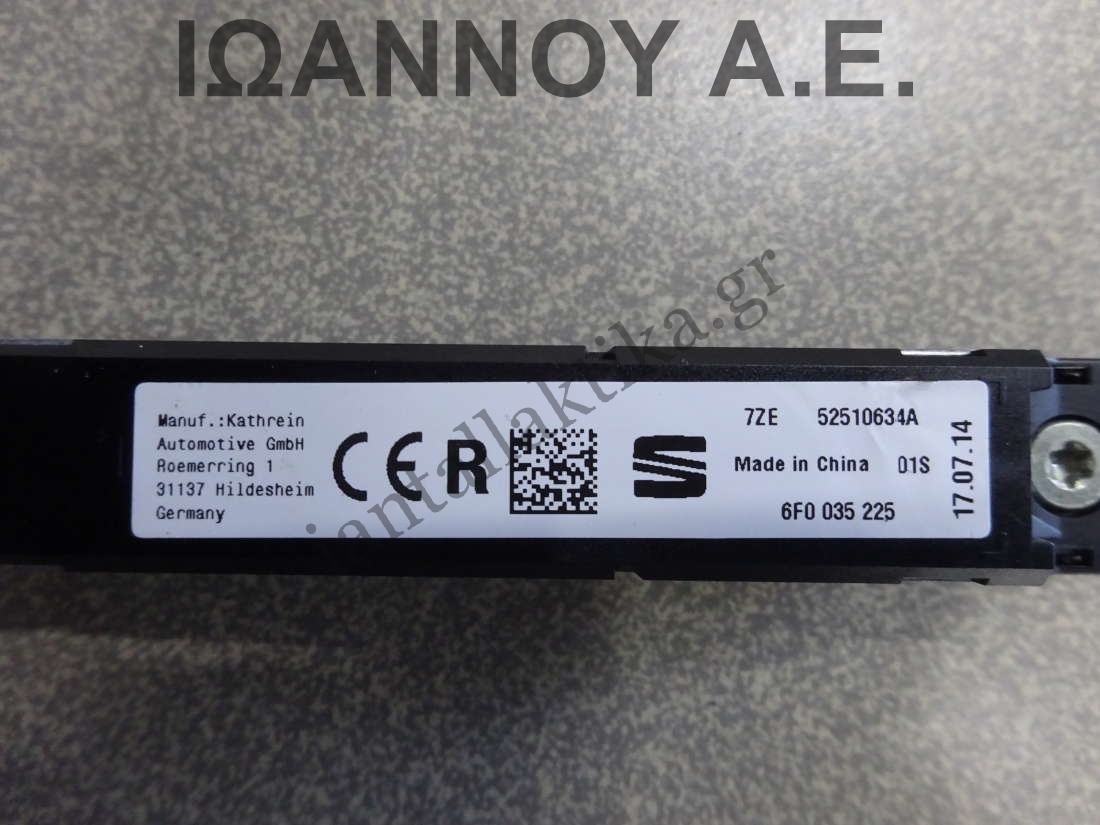 ΙΩΑΝΝΟΥ Α.Ε.
iantallaktika.gr
Manuf.:Kathrein
Automotive GmbH
Roemerring 1
31137 Hildesheim
Germany
CE R
7ZE 52510634A
Made in China 01S
6F0 035 225
17.07.14